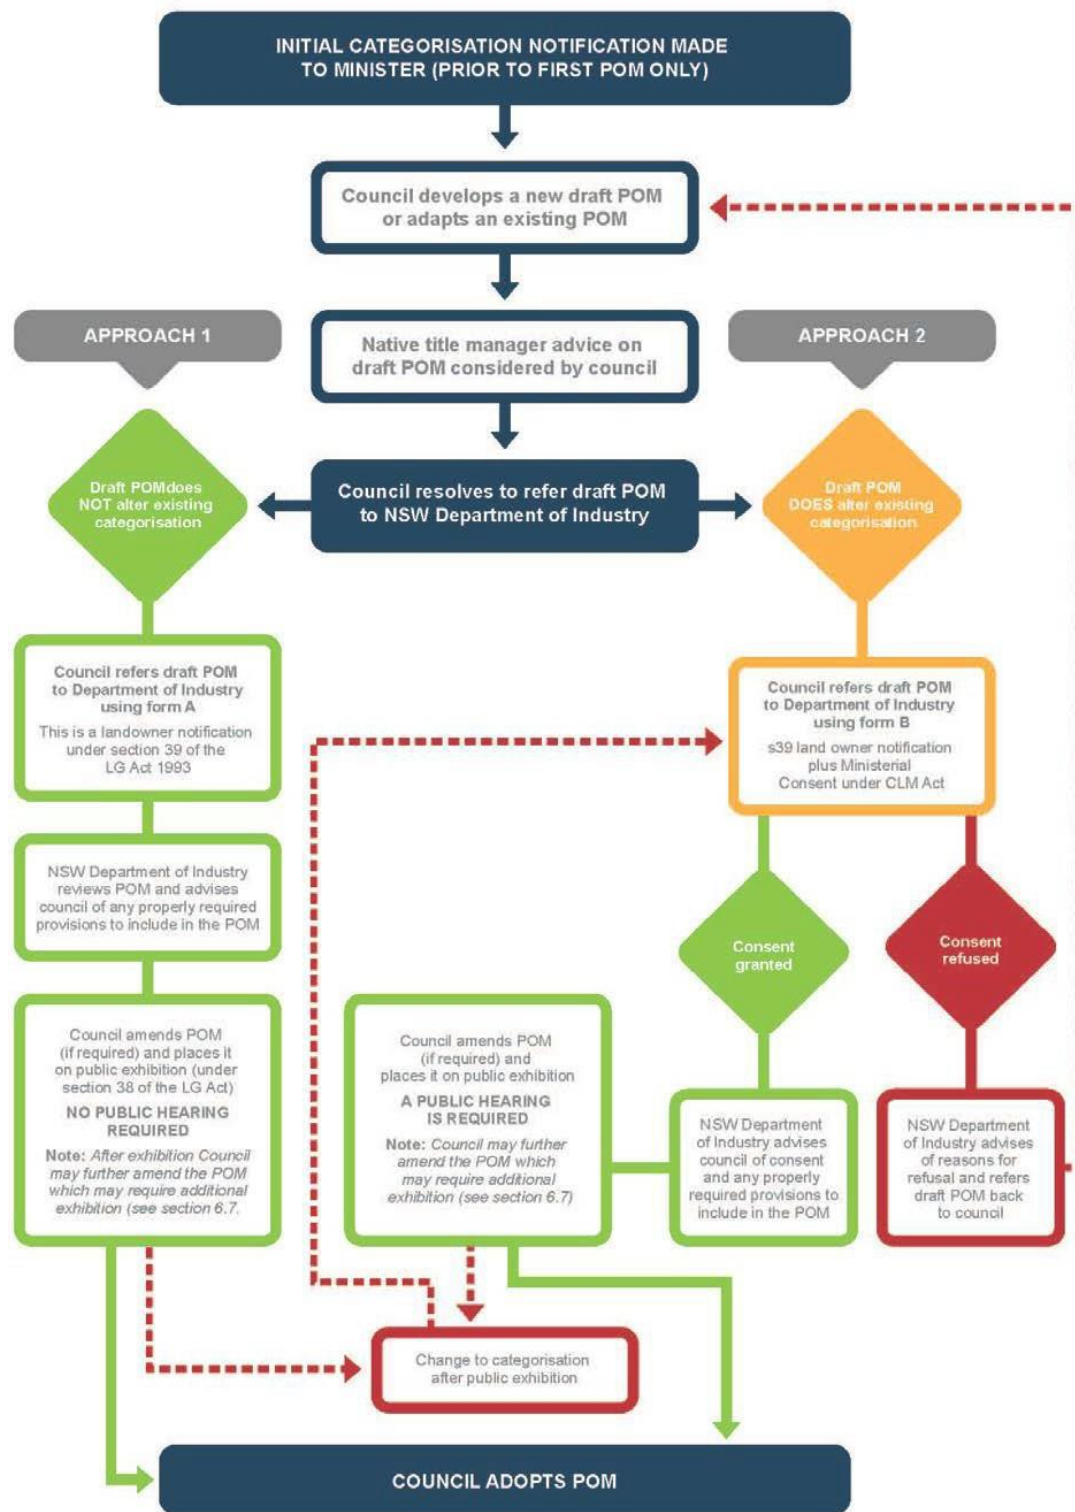 INITIAL CATEGORISATION NOTIFICATION MADE
TO MINISTER (PRIOR TO FIRST POM ONLY)
Council develops a new draft POM
or adapts an existing POM
Native title manager advice on
draft POM considered by council
Council resolves to refer draft POM
to NSW Department of Industry
APPROACH 1
Draft POMdoes
NOT alter existing
categorisation
Council refers draft POM
to Department of Industry
using form A
This is a landowner notification
under section 39 of the
LG Act 1993
NSW Department of Industry
reviews POM and advises
council of any properly required
provisions to include in the POM
Council amends POM
(if required) and places it
on public exhibition (under
section 38 of the LG Act)
NO PUBLIC HEARING
REQUIRED
Note: After exhibition Council
may further amend the POM
which may require additional
exhibition (see section 6.7.
APPROACH 2
Draft POM
DOES alter existing
categorisation
Council refers draft POM
to Department of Industry
using form B
s39 land owner notification
plus Ministerial
Consent under CLM Act
Consent
granted
Consent
refused
NSW Department
of Industry advises
council of consent
and any properly
required provisions to
include in the POM
NSW Department
of Industry advises
of reasons for
refusal and refers
draft POM back
to council
Council amends POM
(if required) and
places it on public exhibition
A PUBLIC HEARING
IS REQUIRED
Note: Council may further
amend the POM which
may require additional
exhibition (see section 6.7)
Change to categorisation
after public exhibition
COUNCIL ADOPTS POM